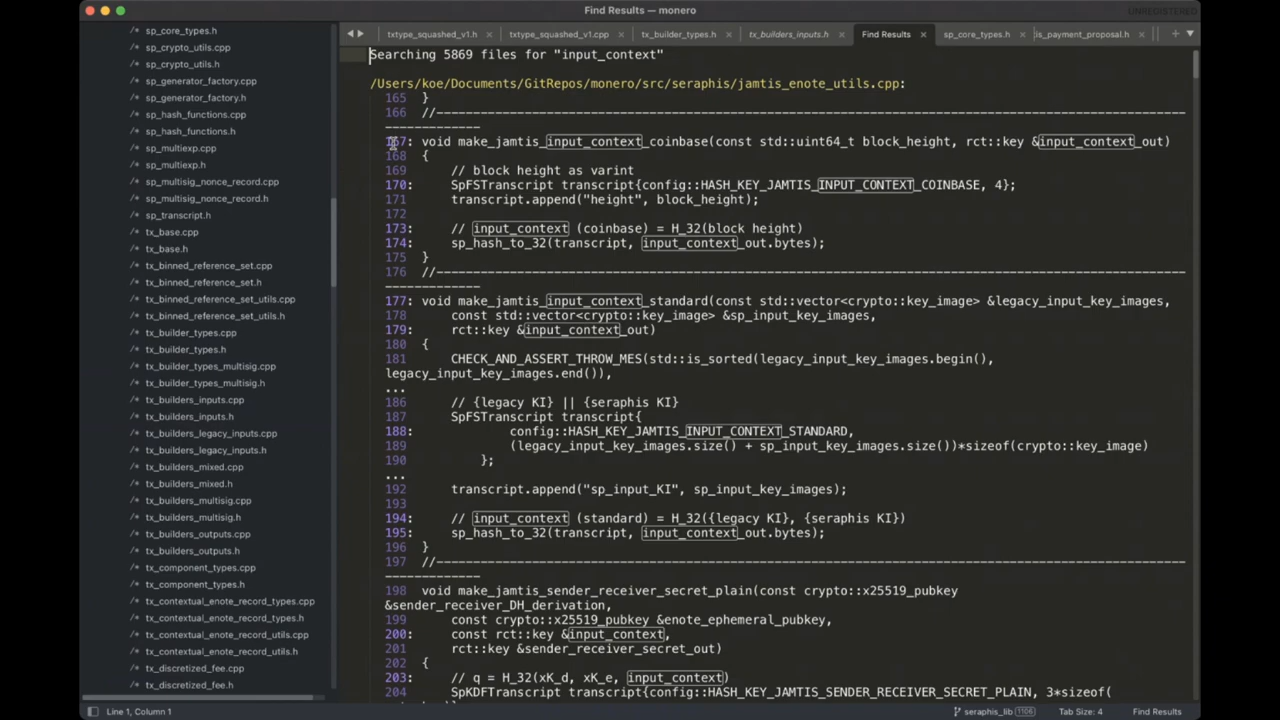 Find Results — monero
UNREGISTERED
sp_core_types.h
sp_crypto_utils.cpp
sp_crypto_utils.h
sp_generator_factory.cpp
sp_generator_factory.h
sp_hash_functions.cpp
sp_hash_functions.h
sp_multiexp.cpp
sp_multiexp.h
sp_multisig_nonce_record.cpp
sp_multisig_nonce_record.h
sp_transcript.h
tx_base.cpp
tx_base.h
tx_binned_reference_set.cpp
tx_binned_reference_set.h
tx_binned_reference_set_utils.cpp
tx_binned_reference_set_utils.h
tx_builder_types.cpp
tx_builder_types.h
tx_builder_types_multisig.cpp
tx_builder_types_multisig.h
tx_builders_inputs.cpp
tx_builders_inputs.h
tx_builders_legacy_inputs.cpp
tx_builders_legacy_inputs.h
tx_builders_mixed.cpp
tx_builders_mixed.h
tx_builders_multisig.cpp
tx_builders_multisig.h
tx_builders_outputs.cpp
tx_builders_outputs.h
tx_component_types.cpp
tx_component_types.h
tx_contextual_enote_record_types.cpp
tx_contextual_enote_record_types.h
tx_contextual_enote_record_utils.cpp
tx_contextual_enote_record_utils.h
tx_discretized_fee.cpp
tx_discretized_fee.h
txtype_squashed_v1.h
txtype_squashed_v1.cpp
tx_builder_types.h
tx_builders_inputs.h
Find Results
sp_core_types.h
is_payment_proposal.h
Searching 5869 files for "input_context"
/Users/koe/Documents/GitRepos/monero/src/seraphis/jamtis_enote_utils.cpp:
165 }
166 //-------------------------------------------------------------------------------------------------------------------
167: void make_jamtis_input_context_coinbase(const std::uint64_t block_height, rct::key &input_context_out)
168 {
169 // block height as varint
170: SpFSTranscript transcript{config::HASH_KEY_JAMTIS_INPUT_CONTEXT_COINBASE, 4};
171 transcript.append("height", block_height);
172
173: // input_context (coinbase) = H_32(block height)
174: sp_hash_to_32(transcript, input_context_out.bytes);
175 }
176 //-------------------------------------------------------------------------------------------------------------------
177: void make_jamtis_input_context_standard(const std::vector<crypto::key_image> &legacy_input_key_images,
178 const std::vector<crypto::key_image> &sp_input_key_images,
179: rct::key &input_context_out)
180 {
181 CHECK_AND_ASSERT_THROW_MES(std::is_sorted(legacy_input_key_images.begin(),
legacy_input_key_images.end()),
...
186 // {legacy KI} || {seraphis KI}
187 SpFSTranscript transcript{
188: config::HASH_KEY_JAMTIS_INPUT_CONTEXT_STANDARD,
189 (legacy_input_key_images.size() + sp_input_key_images.size())*sizeof(crypto::key_image)
190 };
...
192 transcript.append("sp_input_KI", sp_input_key_images);
193
194: // input_context (standard) = H_32({legacy KI}, {seraphis KI})
195: sp_hash_to_32(transcript, input_context_out.bytes);
196 }
197 //-------------------------------------------------------------------------------------------------------------------
198 void make_jamtis_sender_receiver_secret_plain(const crypto::x25519_pubkey
&sender_receiver_DH_derivation,
199 const crypto::x25519_pubkey &enote_ephemeral_pubkey,
200: const rct::key &input_context,
201 rct::key &sender_receiver_secret_out)
202 {
203: // q = H_32(xK_d, xK_e, input_context)
204 SpKDFTranscript transcript{config::HASH_KEY_JAMTIS_SENDER_RECEIVER_SECRET_PLAIN, 3*sizeof(
Line 1, Column 1
seraphis_lib 1106
Tab Size: 4
Find Results